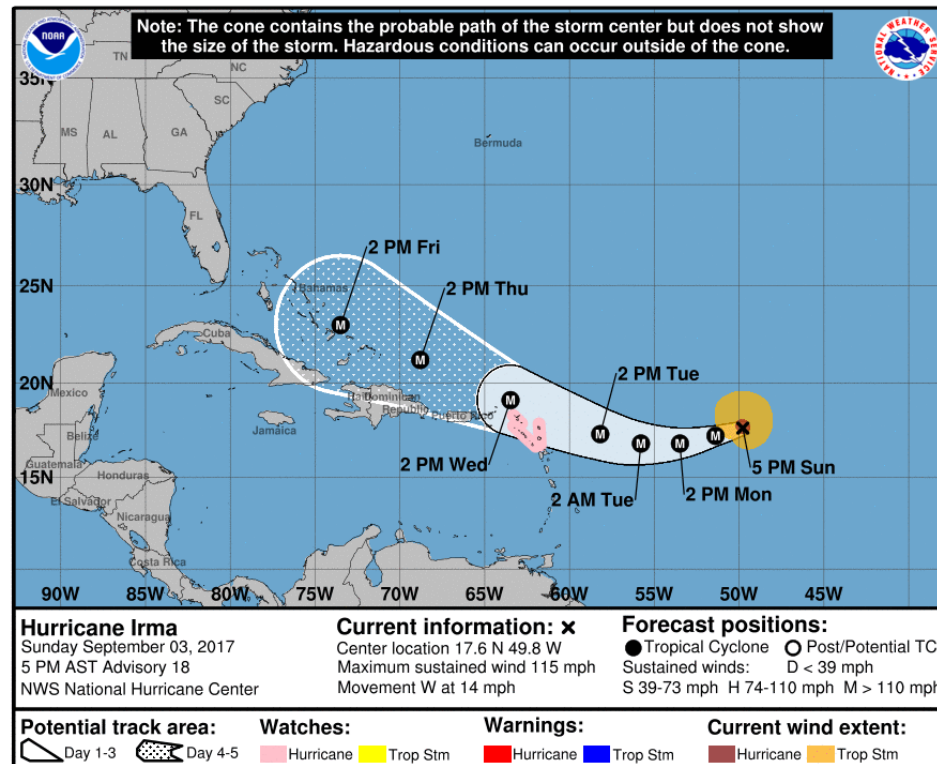 Note: The cone contains the probable path of the storm center but does not show
the size of the storm. Hazardous conditions can occur outside of the cone.
NOAA
NATIONAL WEATHER SERVICE
TN
NC
35N
SC
MS
AL
GA
Bermuda
30N
FL
2 PM Fri
25N
Bahamas
2 PM Thu
M
Cuba
M
2 PM Tue
20N
Mexico
Haiti
Dominican
Republic
Puerto Rico
M
Jamaica
M
M
M
M
Belize
2 PM Wed
5 PM Sun
Guatemala
15N
Honduras
2 AM Tue
2 PM Mon
El Salvador
Nicaragua
Costa Rica
90W 85W 80W 75W 70W 65W 60W 55W 50W 45W
Hurricane Irma
Sunday September 03, 2017
5 PM AST Advisory 18
NWS National Hurricane Center
Current information: x
Center location 17.6 N 49.8 W
Maximum sustained wind 115 mph
Movement W at 14 mph
Forecast positions:
Tropical Cyclone Post/Potential TC
Sustained winds: D < 39 mph
S 39-73 mph H 74-110 mph M > 110 mph
Potential track area:
Day 1-3 Day 4-5
Watches:
Hurricane Trop Stm
Warnings:
Hurricane Trop Stm
Current wind extent:
Hurricane Trop Stm